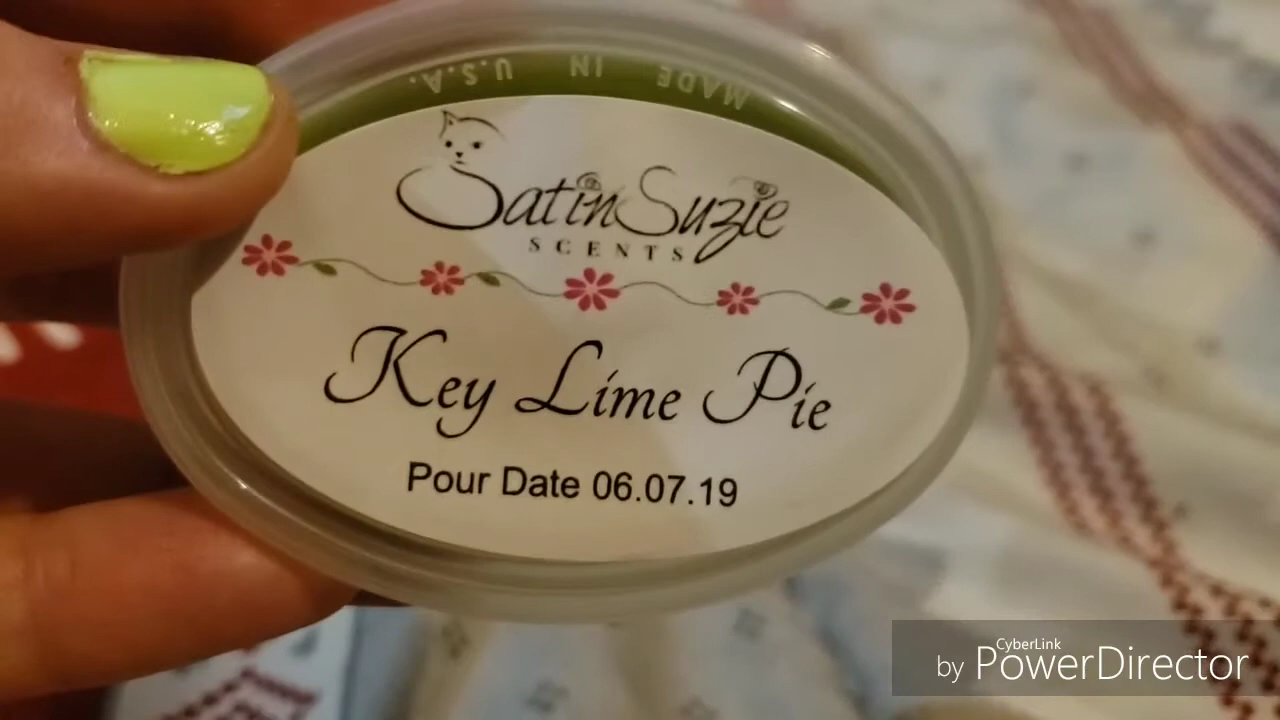 MADE IN U.S.A.
SatinSuzie
SCENTS
Key Lime Pie
Pour Date 06.07.19
CyberLink
by PowerDirector